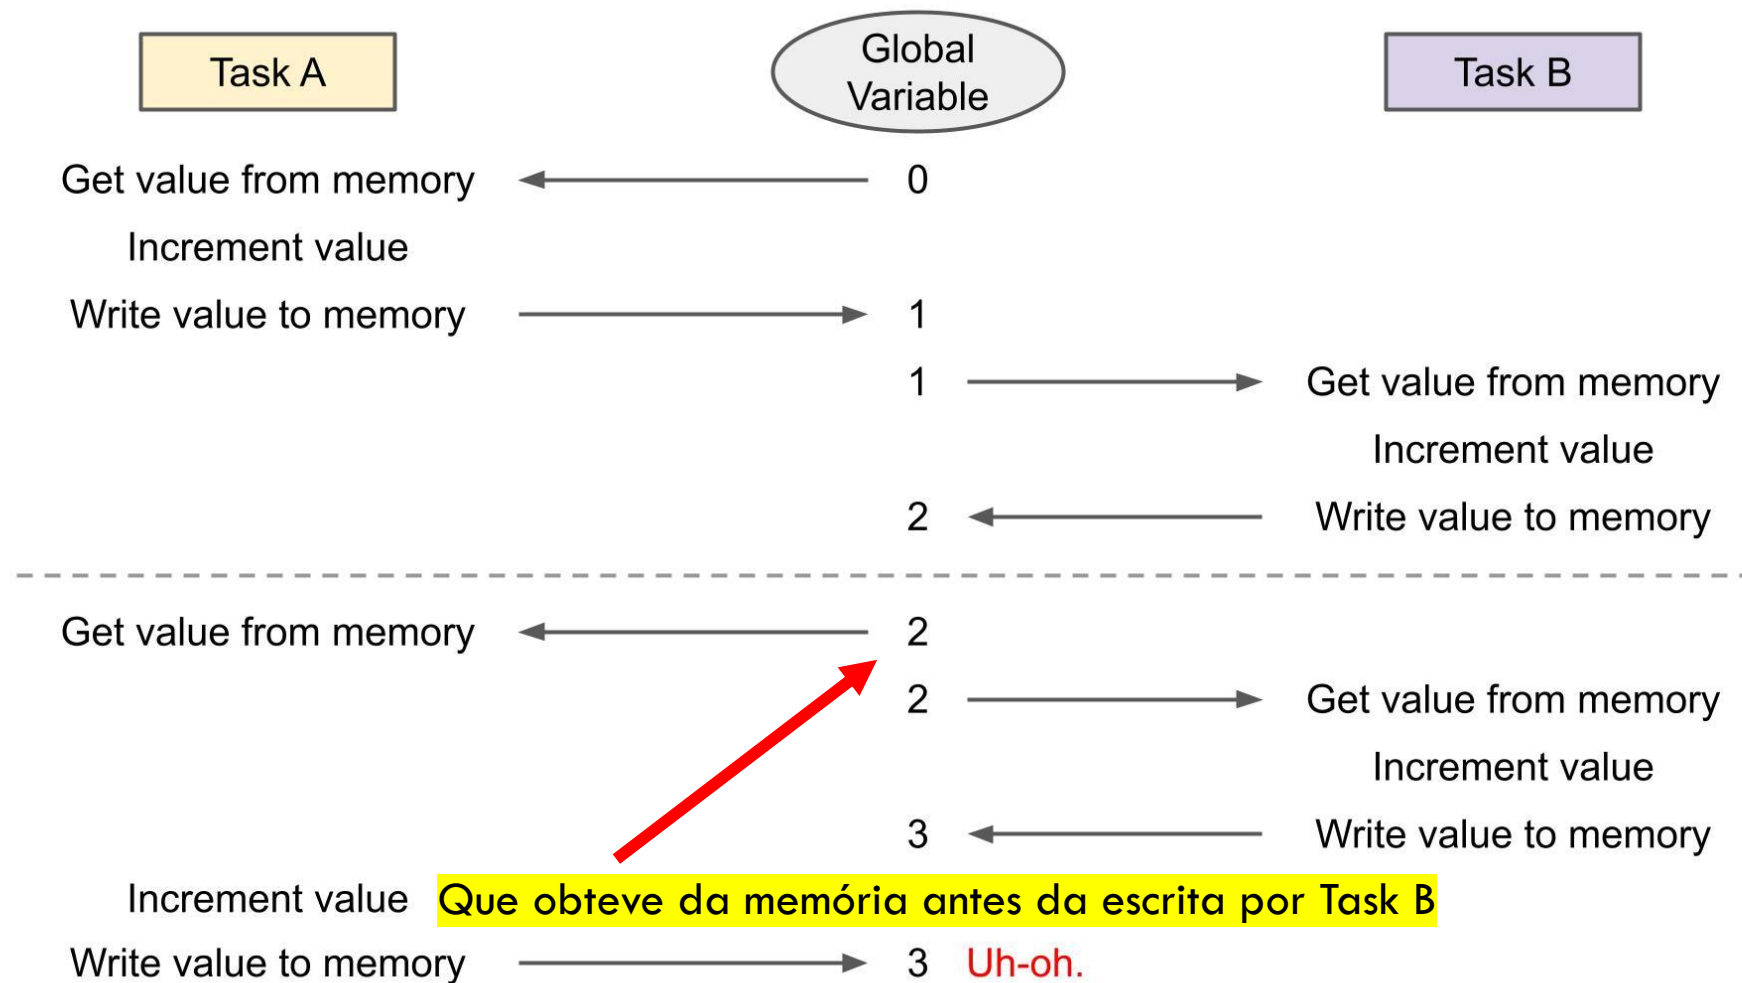 Task A
Global
Variable
Task B
Get value from memory
0
Increment value
Write value to memory
1
1
Get value from memory
Increment value
2
Write value to memory
Get value from memory
2
2
Get value from memory
Increment value
3
Write value to memory
Increment value
Que obteve da memória antes da escrita por Task B
Write value to memory
3
Uh-oh.